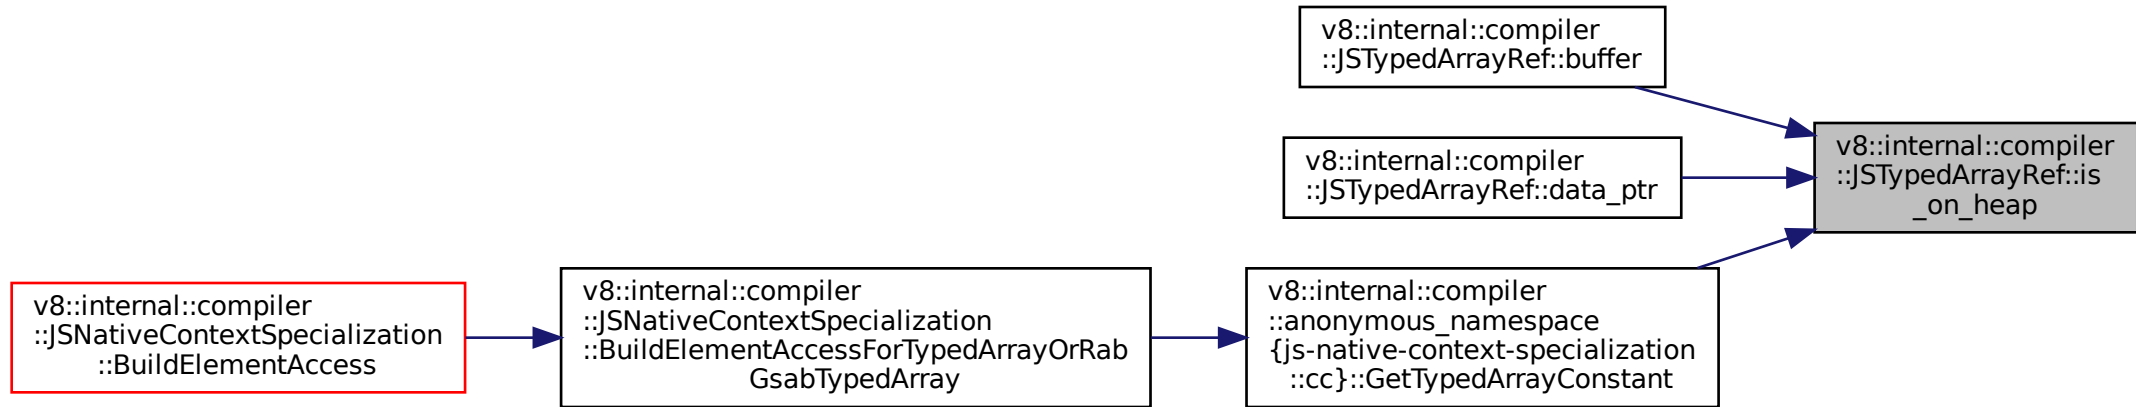 v8::internal::compiler
::JSTypedArrayRef::buffer
v8::internal::compiler
::JSTypedArrayRef::data_ptr
v8::internal::compiler
::JSTypedArrayRef::is
_on_heap
v8::internal::compiler
::JSNativeContextSpecialization
::BuildElementAccess
v8::internal::compiler
::JSNativeContextSpecialization
::BuildElementAccessForTypedArrayOrRab
GsabTypedArray
v8::internal::compiler
::anonymous_namespace
{js-native-context-specialization
::cc}::GetTypedArrayConstant